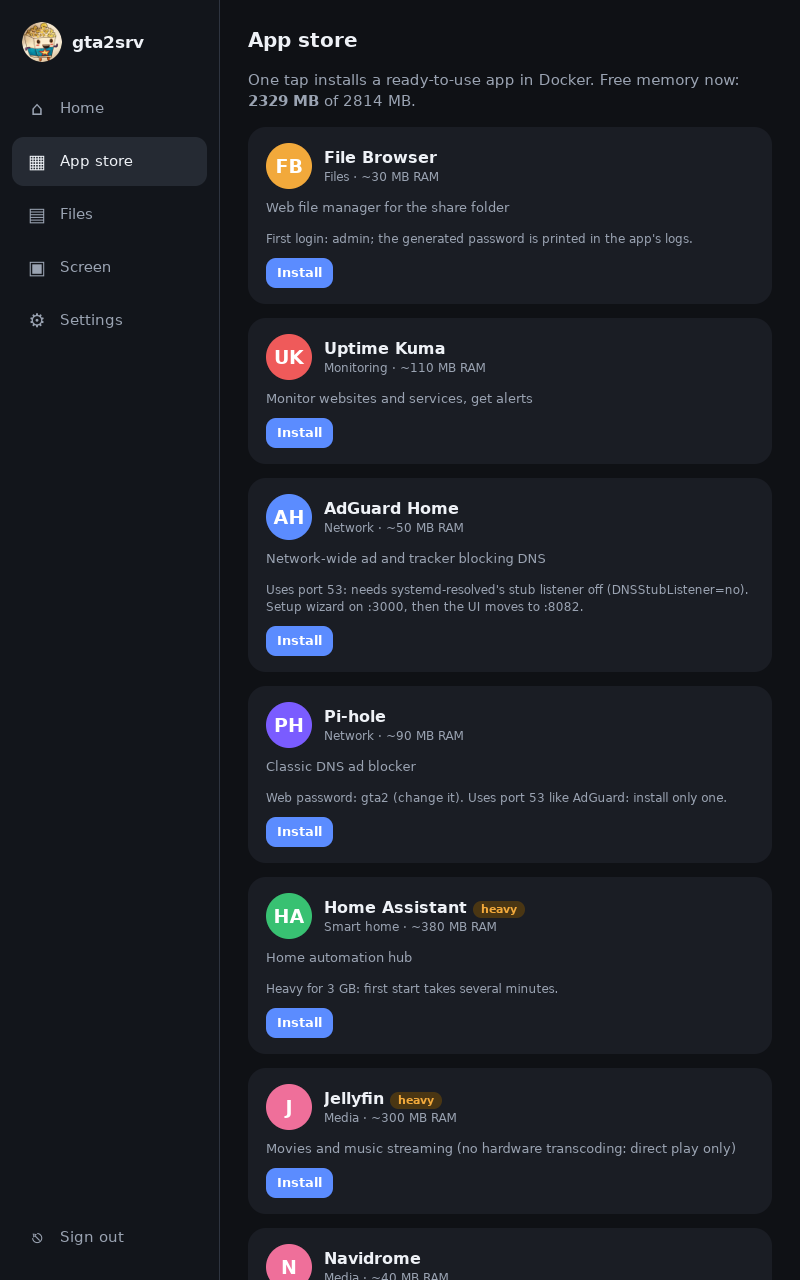 gta2srv
Home
App store
Files
Screen
Settings
Sign out
App store
One tap installs a ready-to-use app in Docker. Free memory now:
2329 MB of 2814 MB.
FB
File Browser
Files · ~30 MB RAM
Web file manager for the share folder
First login: admin; the generated password is printed in the app's logs.
Install
UK
Uptime Kuma
Monitoring · ~110 MB RAM
Monitor websites and services, get alerts
Install
AH
AdGuard Home
Network · ~50 MB RAM
Network-wide ad and tracker blocking DNS
Uses port 53: needs systemd-resolved's stub listener off (DNSStubListener=no).
Setup wizard on :3000, then the UI moves to :8082.
Install
PH
Pi-hole
Network · ~90 MB RAM
Classic DNS ad blocker
Web password: gta2 (change it). Uses port 53 like AdGuard: install only one.
Install
HA
Home Assistant heavy
Smart home · ~380 MB RAM
Home automation hub
Heavy for 3 GB: first start takes several minutes.
Install
J
Jellyfin heavy
Media · ~300 MB RAM
Movies and music streaming (no hardware transcoding: direct play only)
Install
N
Navidrome
Media · ~40 MB RAM